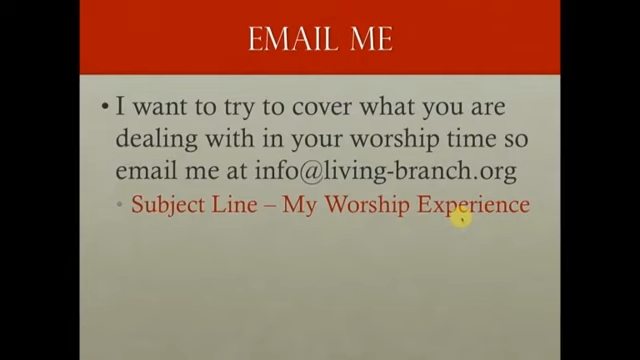 EMAIL ME
• I want to try to cover what you are
dealing with in your worship time so
email me at info@living-branch.org
• Subject Line – My Worship Experience